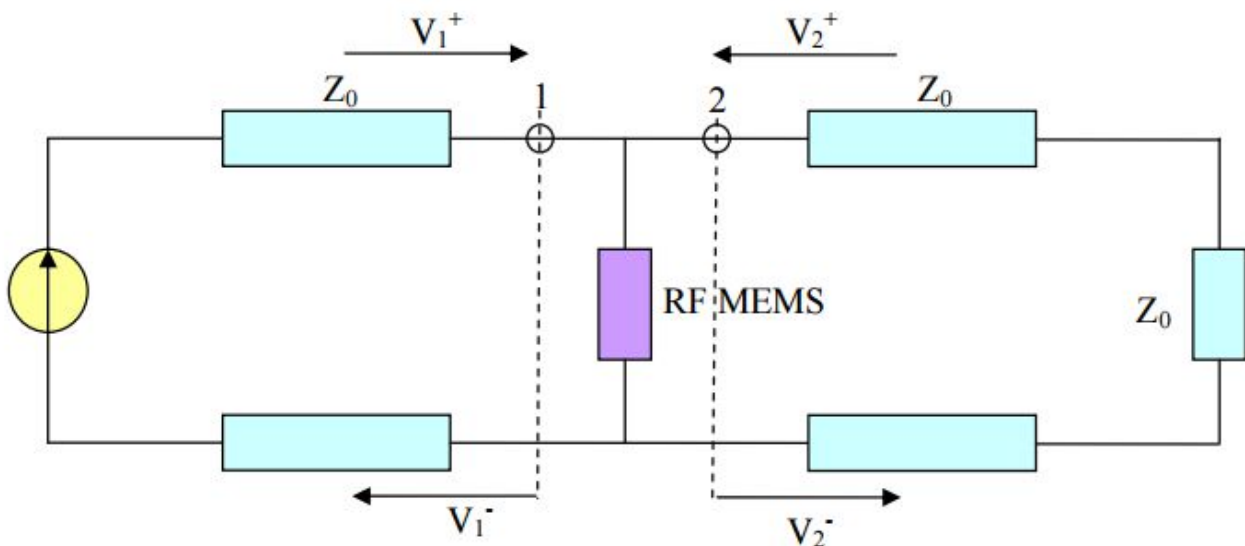 V₁⁺ V₂⁺
Z₀ 1 2 Z₀
RF MEMS Z₀
V₁⁻ V₂⁻